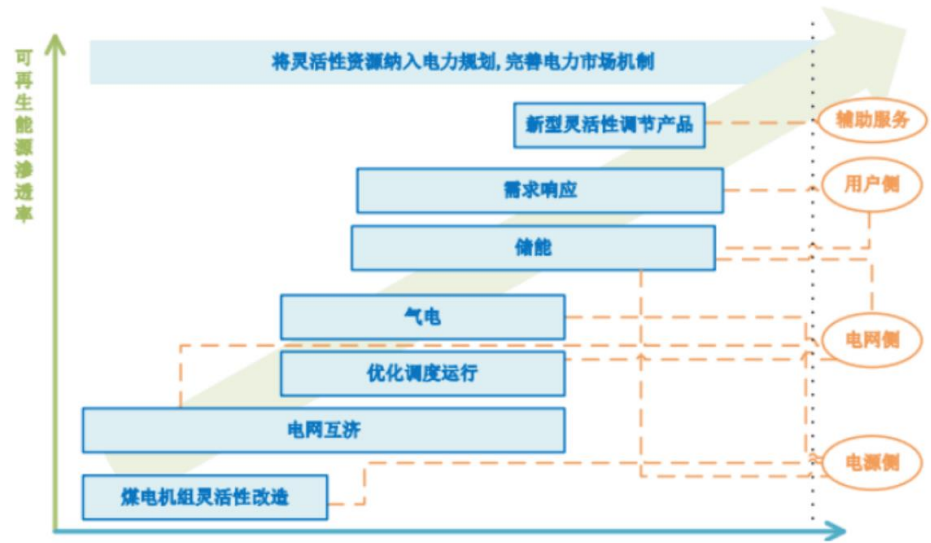 可再生能源渗透率
将灵活性资源纳入电力规划,完善电力市场机制
新型灵活性调节产品
辅助服务
需求响应
用户侧
储能
气电
电网侧
优化调度运行
电网互济
电源侧
煤电机组灵活性改造